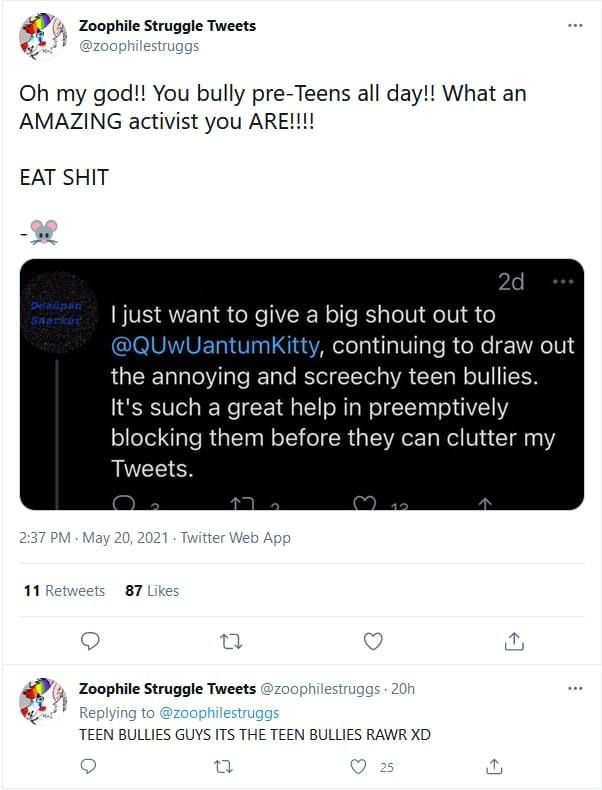 Zoophile Struggle Tweets
@zoophilestruggs
Oh my god!! You bully pre-Teens all day!! What an
AMAZING activist you ARE!!!!
EAT SHIT
-🐭
Deadpan
Snarker
2d
I just want to give a big shout out to
@QUwUantumKitty, continuing to draw out
the annoying and screechy teen bullies.
It's such a great help in preemptively
blocking them before they can clutter my
Tweets.
2:37 PM · May 20, 2021 · Twitter Web App
11 Retweets 87 Likes
Zoophile Struggle Tweets @zoophilestruggs · 20h
Replying to @zoophilestruggs
TEEN BULLIES GUYS ITS THE TEEN BULLIES RAWR XD
25